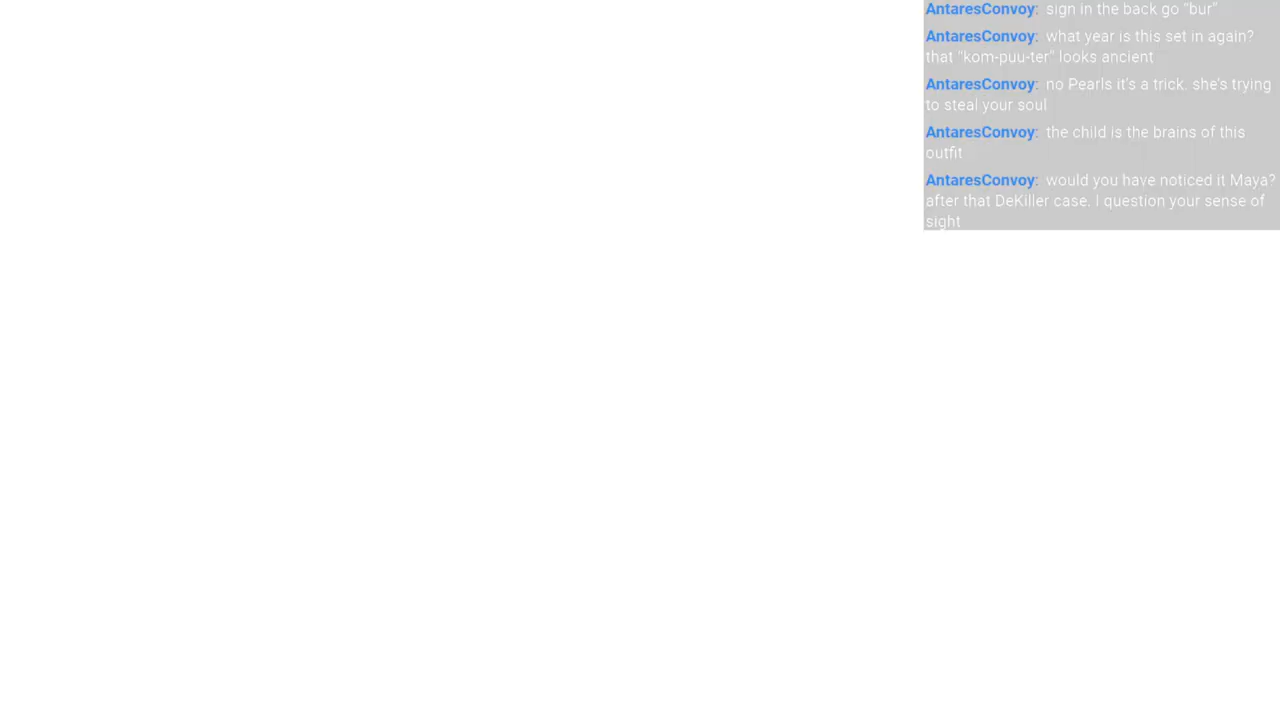 AntaresConvoy: sign in the back go “bur”
AntaresConvoy: what year is this set in again?
that “kom-puu-ter” looks ancient
AntaresConvoy: no Pearls it’s a trick. she’s trying
to steal your soul
AntaresConvoy: the child is the brains of this
outfit
AntaresConvoy: would you have noticed it Maya?
after that DeKiller case. I question your sense of
sight